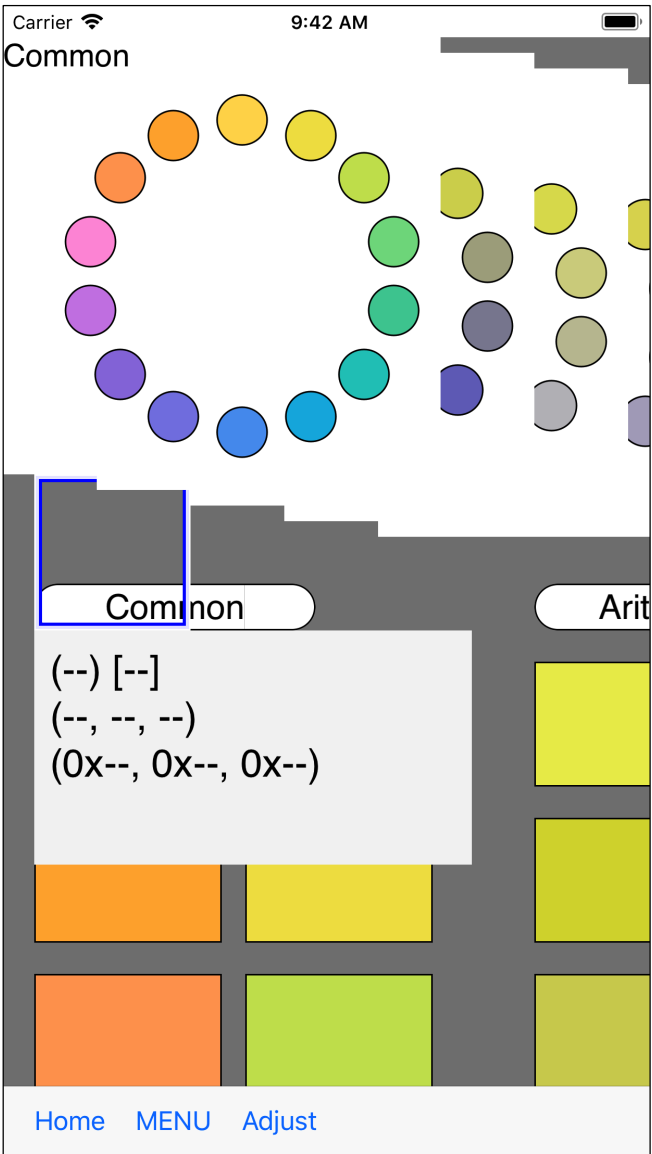 Carrier 9:42 AM
Common
Common Arit
(--) [--]
(--, --, --)
(0x--, 0x--, 0x--)
Home MENU Adjust